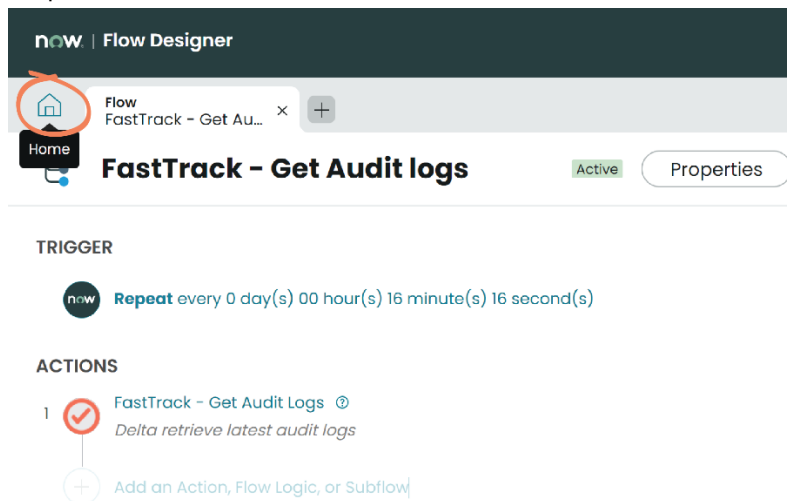 now. | Flow Designer
Flow
FastTrack - Get Au... × +
Home
FastTrack - Get Audit logs Active Properties
TRIGGER
now Repeat every 0 day(s) 00 hour(s) 16 minute(s) 16 second(s)
ACTIONS
1 FastTrack - Get Audit Logs ?
Delta retrieve latest audit logs
+ Add an Action, Flow Logic, or Subflow